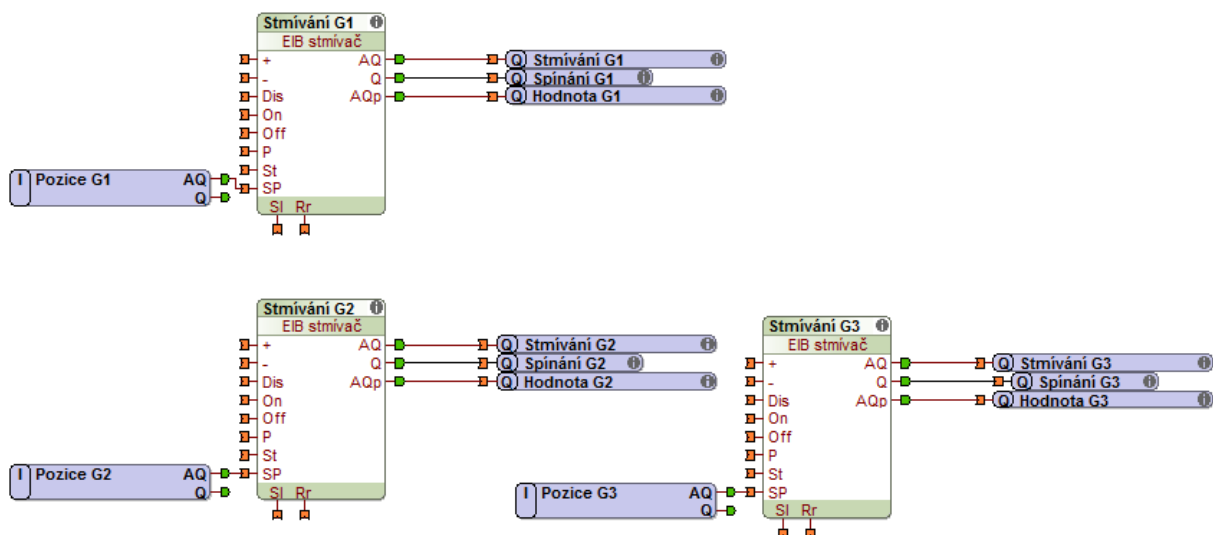 Stmívání G1
EIB stmívač
+ AQ Q Stmívání G1
- Q Q Spínání G1
Dis AQp Q Hodnota G1
On
Off
P
St
I Pozice G1 AQ SP
Q
SI Rr
Stmívání G2
EIB stmívač
+ AQ Q Stmívání G2
- Q Q Spínání G2
Dis AQp Q Hodnota G2
On
Off
P
St
I Pozice G2 AQ SP
Q
SI Rr
Stmívání G3
EIB stmívač
+ AQ Q Stmívání G3
- Q Q Spínání G3
Dis AQp Q Hodnota G3
On
Off
P
St
I Pozice G3 AQ SP
Q
SI Rr